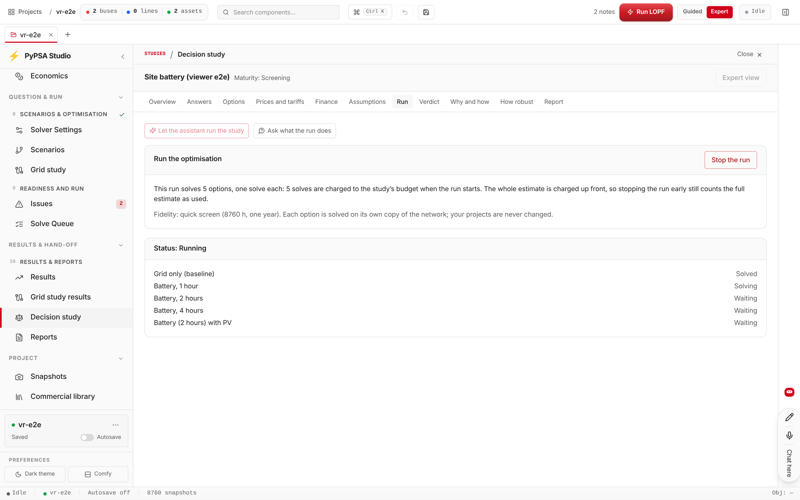 Projects / vr-e2e
2 buses 0 lines 2 assets
Search components...
⌘ Ctrl K
2 notes
Run LOPF
Guided Expert
Idle
vr-e2e
PyPSA Studio
Economics
QUESTION & RUN
SCENARIOS & OPTIMISATION
Solver Settings
Scenarios
Grid study
READINESS AND RUN
Issues 2
Solve Queue
RESULTS & HAND-OFF
RESULTS & REPORTS
Results
Grid study results
Decision study
Reports
PROJECT
Snapshots
Commercial library
vr-e2e
Saved Autosave
PREFERENCES
Dark theme Comfy
STUDIES / Decision study
Close
Site battery (viewer e2e) Maturity: Screening
Expert view
Overview Answers Options Prices and tariffs Finance Assumptions Run Verdict Why and how How robust Report
Let the assistant run the study Ask what the run does
Run the optimisation
Stop the run
This run solves 5 options, one solve each: 5 solves are charged to the study's budget when the run starts. The whole estimate is charged up front, so stopping the run early still counts the full
estimate as used.
Fidelity: quick screen (8760 h, one year). Each option is solved on its own copy of the network; your projects are never changed.
Status: Running
Grid only (baseline) Solved
Battery, 1 hour Solving
Battery, 2 hours Waiting
Battery, 4 hours Waiting
Battery (2 hours) with PV Waiting
Chat here
Idle vr-e2e Autosave off 8760 snapshots
Obj: —